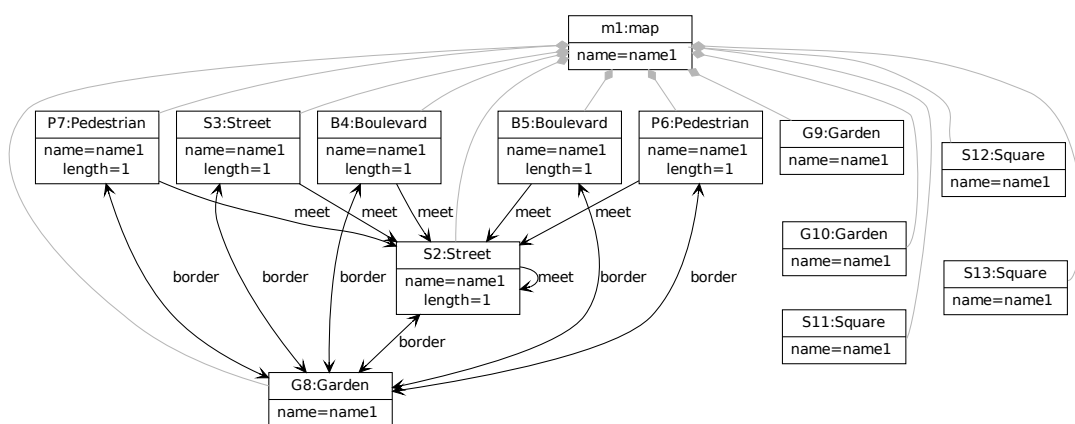 m1:map
name=name1
P7:Pedestrian
name=name1
length=1
S3:Street
name=name1
length=1
B4:Boulevard
name=name1
length=1
B5:Boulevard
name=name1
length=1
P6:Pedestrian
name=name1
length=1
G9:Garden
name=name1
S12:Square
name=name1
meet
meet
meet
meet
meet
S2:Street
name=name1
length=1
meet
G10:Garden
name=name1
S13:Square
name=name1
border
border
border
border
border
border
S11:Square
name=name1
G8:Garden
name=name1